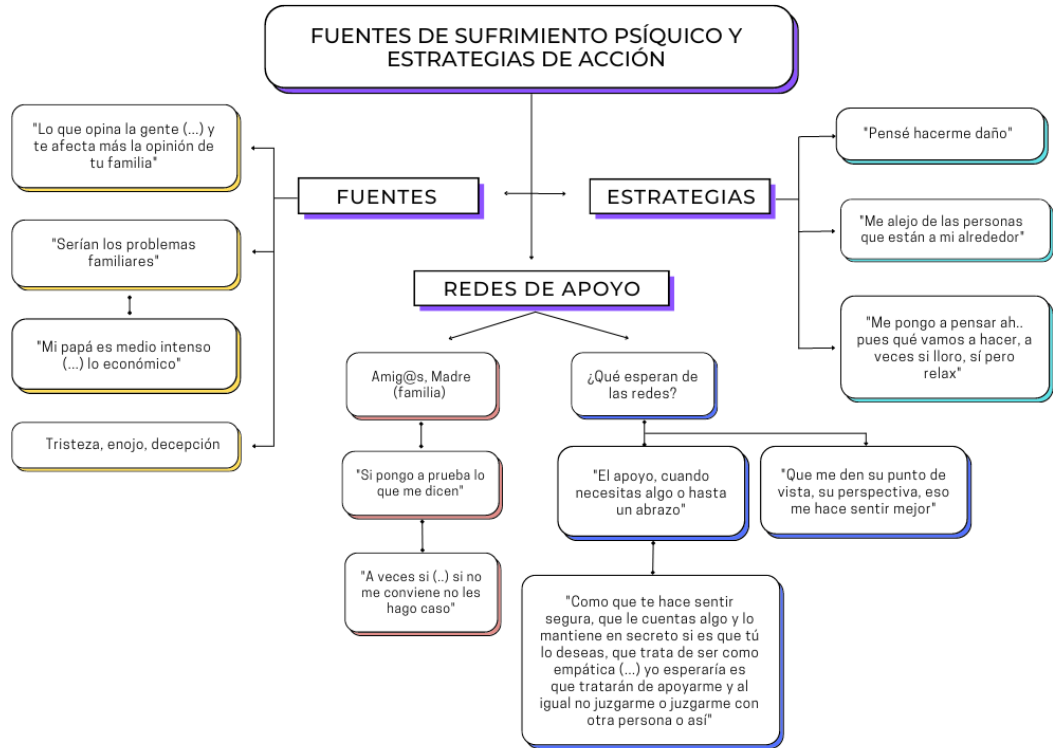 FUENTES DE SUFRIMIENTO PSÍQUICO Y
ESTRATEGIAS DE ACCIÓN
FUENTES
"Lo que opina la gente (...) y
te afecta más la opinión de
tu familia"
"Serían los problemas
familiares"
"Mi papá es medio intenso
(...) lo económico"
Tristeza, enojo, decepción
ESTRATEGIAS
"Pensé hacerme daño"
"Me alejo de las personas
que están a mi alrededor"
"Me pongo a pensar ah..
pues qué vamos a hacer, a
veces si lloro, sí pero
relax"
REDES DE APOYO
Amig@s, Madre
(familia)
"Si pongo a prueba lo
que me dicen"
"A veces si (..) si no
me conviene no les
hago caso"
¿Qué esperan de
las redes?
"El apoyo, cuando
necesitas algo o hasta
un abrazo"
"Que me den su punto de
vista, su perspectiva, eso
me hace sentir mejor"
"Como que te hace sentir
segura, que le cuentas algo y lo
mantiene en secreto si es que tú
lo deseas, que trata de ser como
empática (...) yo esperaría es
que tratarán de apoyarme y al
igual no juzgarme o juzgarme con
otra persona o así"